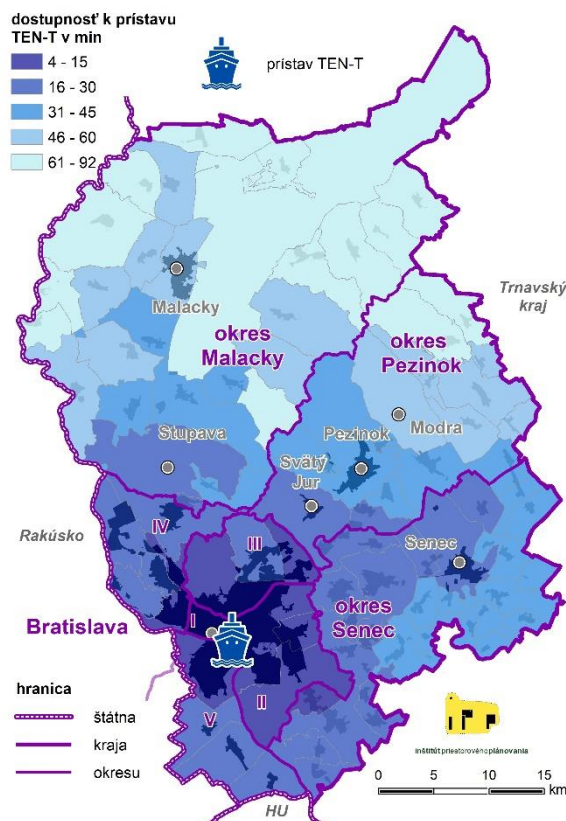 dostupnosť k prístavu
TEN-T v min
4 - 15
16 - 30
31 - 45
46 - 60
61 - 92
prístav TEN-T
Malacky
okres
Malacky
okres
Pezinok
Trnavský
kraj
Stupava
Pezinok
Modra
Svätý
Jur
Rakúsko
IV
III
Senec
Bratislava
I
okres
Senec
II
V
hranica
štátna
kraja
okresu
HU
inštitút priestorového plánovania
0 5 10 15
km